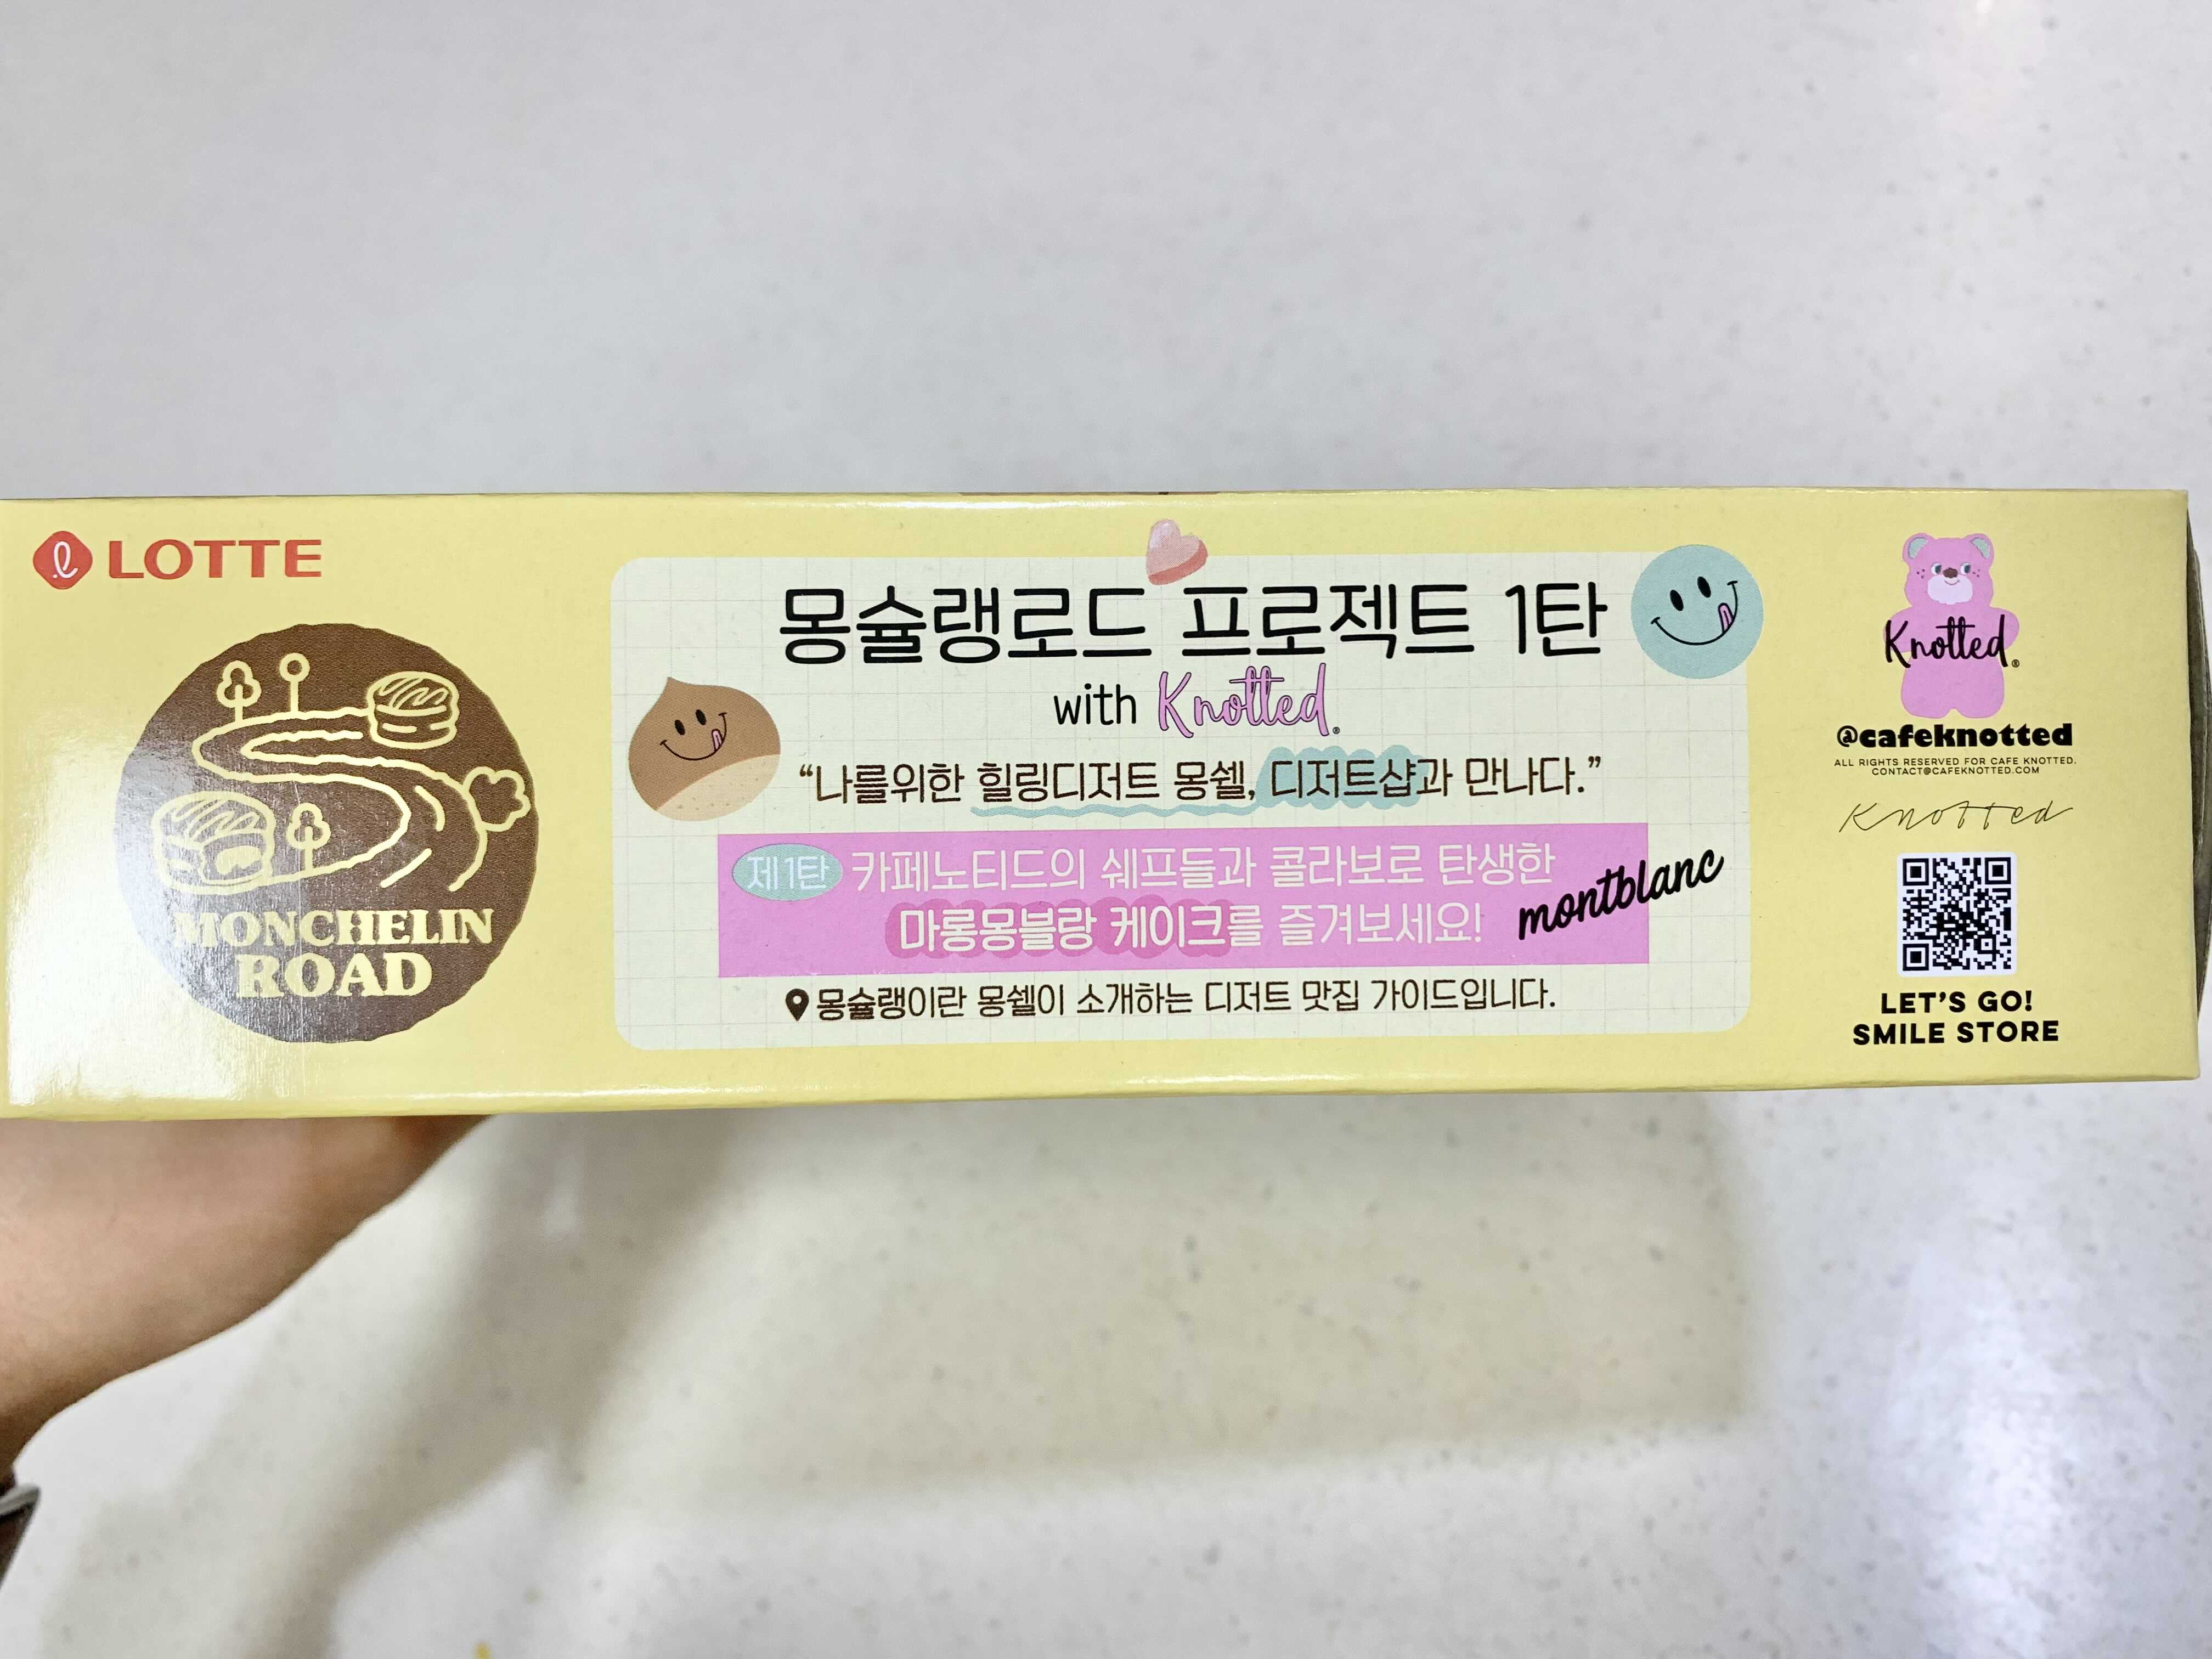 LOTTE
MONCHELIN
ROAD
몽슐랭로드 프로젝트 1탄
with Knotted®
“나를위한 힐링디저트 몽쉘, 디저트샵과 만나다.”
제1탄 카페노티드의 쉐프들과 콜라보로 탄생한
마롱몽블랑 케이크를 즐겨보세요!
montblanc
몽슐랭이란 몽쉘이 소개하는 디저트 맛집 가이드입니다.
Knotted®
@cafeknotted
ALL RIGHTS RESERVED FOR CAFE KNOTTED.
CONTACT@CAFEKNOTTED.COM
Knotted
LET'S GO!
SMILE STORE